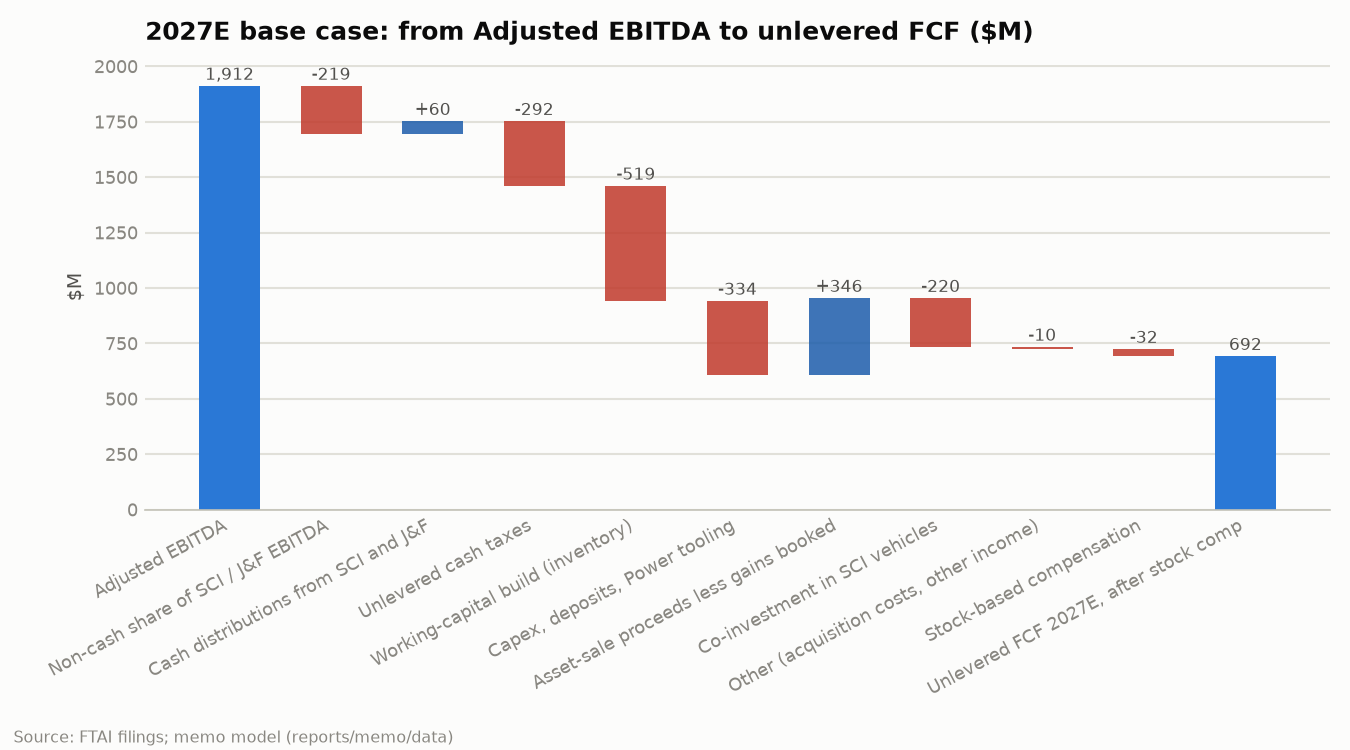 2027E base case: from Adjusted EBITDA to unlevered FCF ($M)
$M
2000
1750
1500
1250
1000
750
500
250
0
1,912
-219
+60
-292
-519
-334
+346
-220
-10
-32
692
Adjusted EBITDA
Non-cash share of SCI / J&F EBITDA
Cash distributions from SCI and J&F
Unlevered cash taxes
Working-capital build (inventory)
Capex, deposits, Power tooling
Asset-sale proceeds less gains booked
Co-investment in SCI vehicles
Other (acquisition costs, other income)
Stock-based compensation
Unlevered FCF 2027E, after stock comp
Source: FTAI filings; memo model (reports/memo/data)